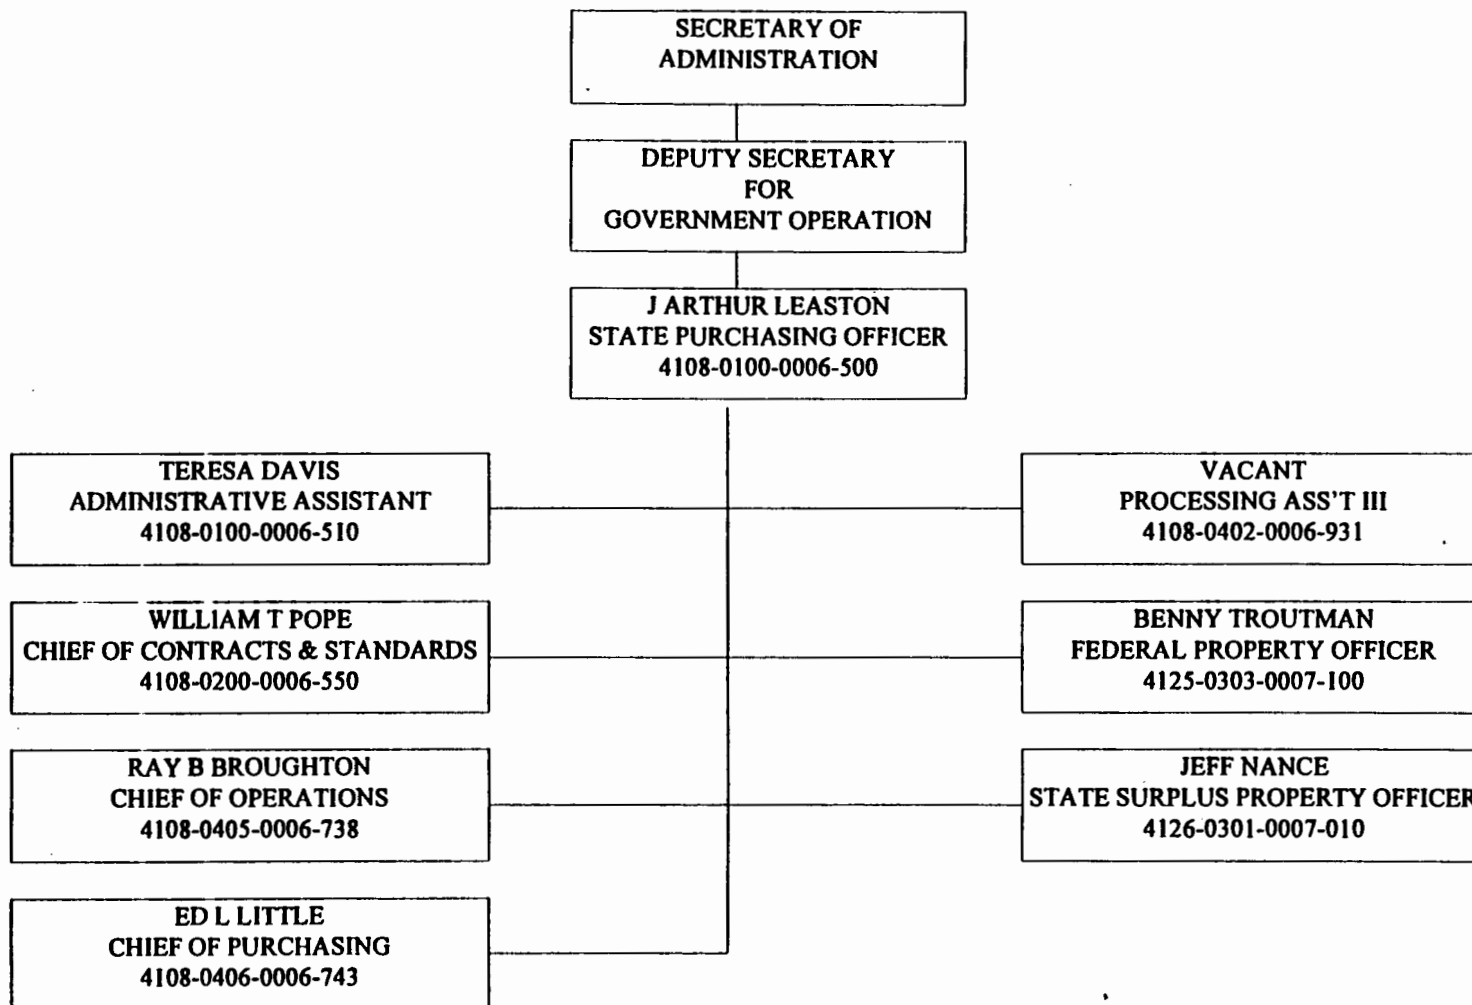 SECRETARY OF
ADMINISTRATION
DEPUTY SECRETARY
FOR
GOVERNMENT OPERATION
J ARTHUR LEASTON
STATE PURCHASING OFFICER
4108-0100-0006-500
TERESA DAVIS
ADMINISTRATIVE ASSISTANT
4108-0100-0006-510
VACANT
PROCESSING ASS'T III
4108-0402-0006-931
WILLIAM T POPE
CHIEF OF CONTRACTS & STANDARDS
4108-0200-0006-550
BENNY TROUTMAN
FEDERAL PROPERTY OFFICER
4125-0303-0007-100
RAY B BROUGHTON
CHIEF OF OPERATIONS
4108-0405-0006-738
JEFF NANCE
STATE SURPLUS PROPERTY OFFICER
4126-0301-0007-010
ED L LITTLE
CHIEF OF PURCHASING
4108-0406-0006-743